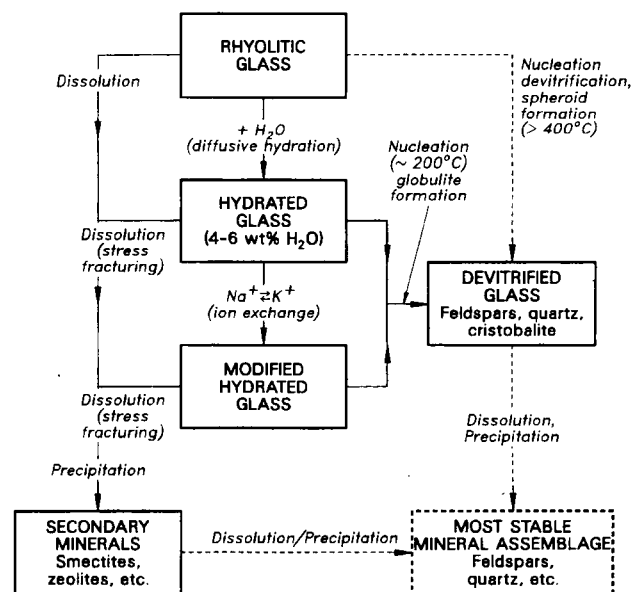 RHYOLITIC
GLASS
Dissolution
Nucleation
devitrification,
spheroid
formation
(> 400°C)
+ H₂O
(diffusive hydration)
Nucleation
(~ 200°C)
globulite
formation
HYDRATED
GLASS
(4-6 wt% H₂O)
Dissolution
(stress
fracturing)
Na⁺⇄K⁺
(ion exchange)
DEVITRIFIED
GLASS
Feldspars, quartz,
cristobalite
MODIFIED
HYDRATED
GLASS
Dissolution
(stress
fracturing)
Dissolution,
Precipitation
Precipitation
SECONDARY
MINERALS
Smectites,
zeolites, etc.
Dissolution/Precipitation
MOST STABLE
MINERAL ASSEMBLAGE
Feldspars,
quartz, etc.